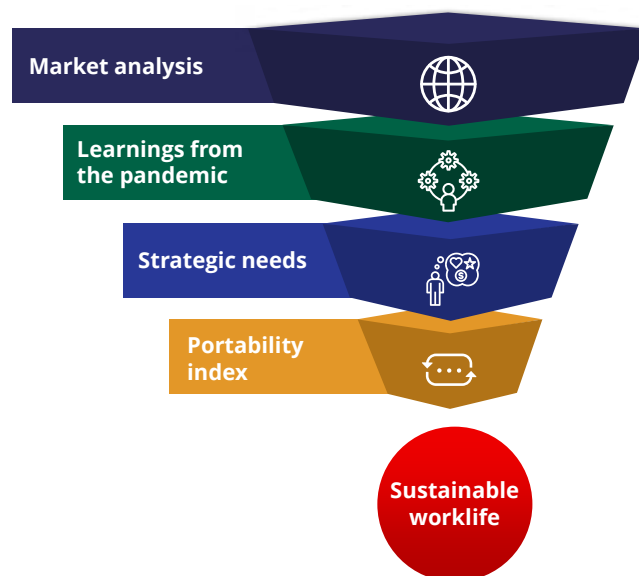 Market analysis
Learnings from
the pandemic
Strategic needs
Portability
index
Sustainable
worklife